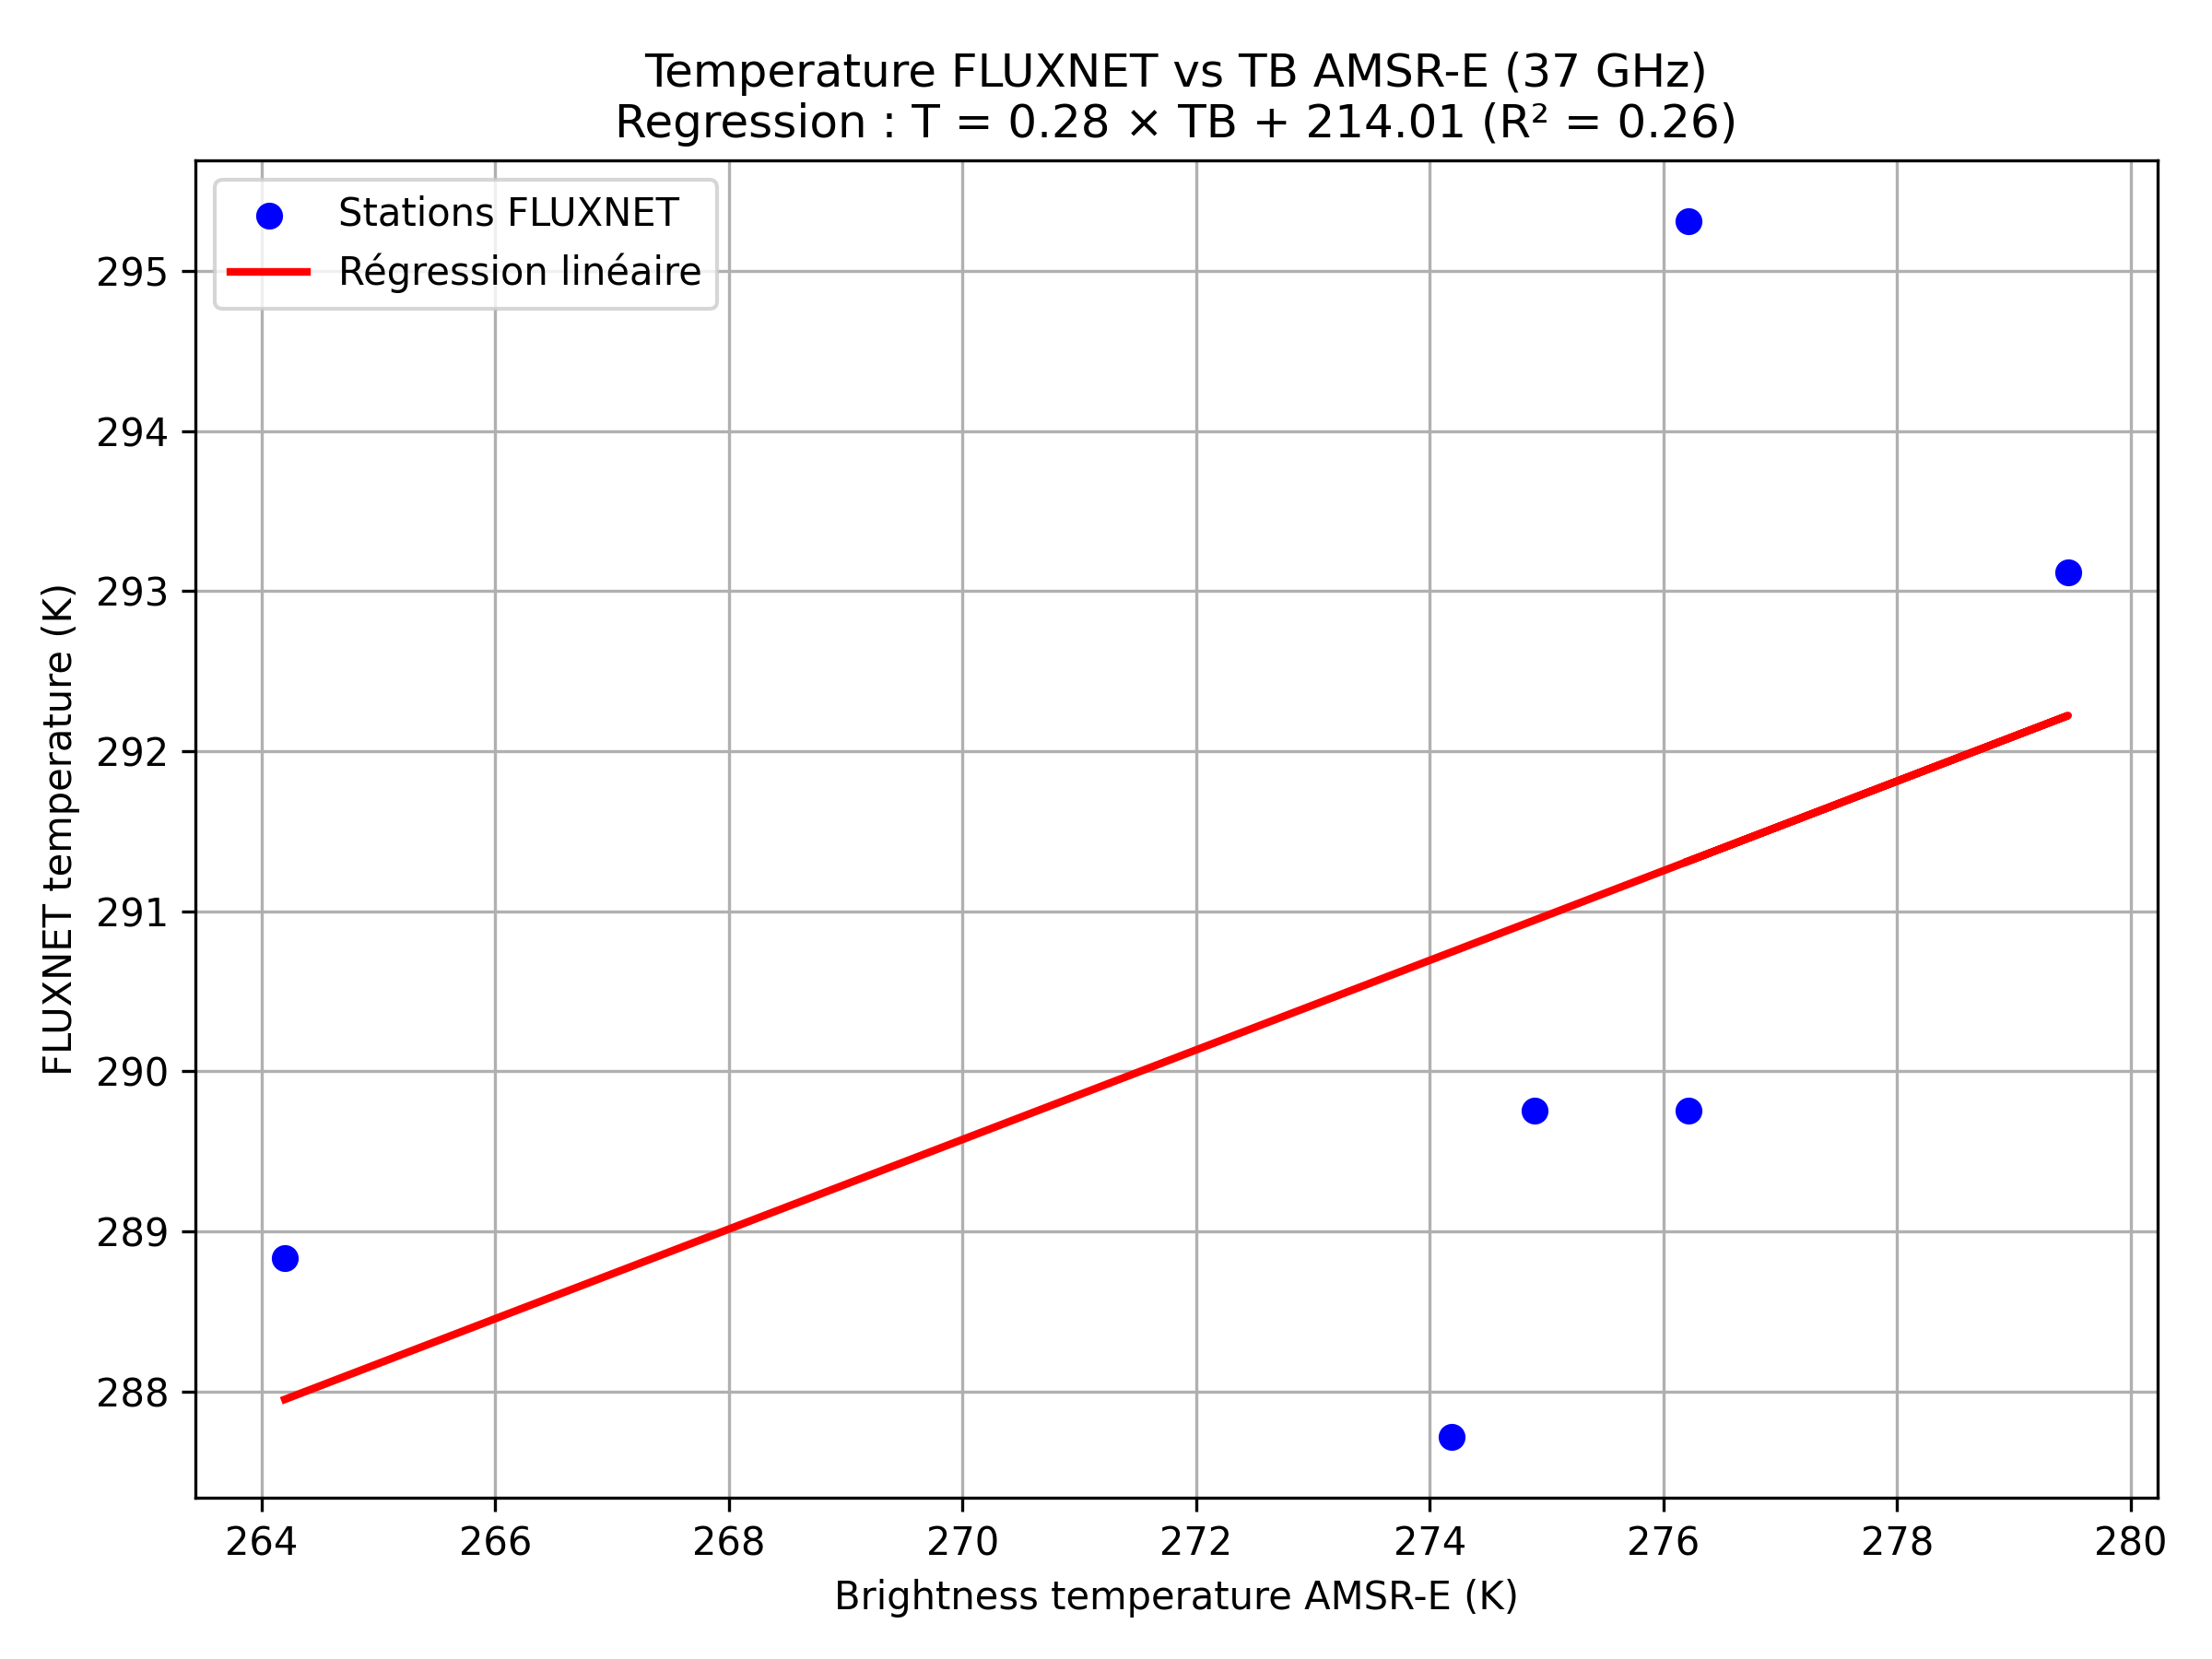 Temperature FLUXNET vs TB AMSR-E (37 GHz)
Regression : T = 0.28 × TB + 214.01 (R² = 0.26)
Stations FLUXNET
Régression linéaire
295
294
293
292
291
290
289
288
FLUXNET temperature (K)
264 266 268 270 272 274 276 278 280
Brightness temperature AMSR-E (K)